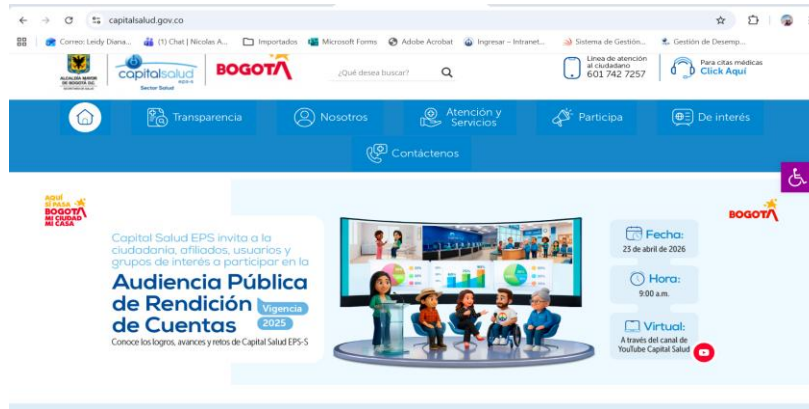 capitalsalud.gov.co
Correo: Leidy Diana...
(1) Chat | Nicolas A...
Importados
Microsoft Forms
Adobe Acrobat
Ingresar – Intranet...
Sistema de Gestión...
Gestión de Desemp...
ALCALDÍA MAYOR
DE BOGOTÁ D.C.
capitalsalud
EPS-S
Sector Salud
BOGOTÁ
¿Qué desea buscar?
Línea de atención
al ciudadano
601 742 7257
Para citas médicas
Click Aquí
Transparencia
Nosotros
Atención y
Servicios
Participa
De interés
Contáctenos
AQUÍ
SÍ PASA
BOGOTÁ
MI CIUDAD
MI CASA
BOGOTÁ
Capital Salud EPS invita a la
ciudadanía, afiliados, usuarios y
grupos de interés a participar en la
Audiencia Pública
de Rendición
de Cuentas
Vigencia
2025
Conoce los logros, avances y retos de Capital Salud EPS-S
Fecha:
23 de abril de 2026
Hora:
9:00 a.m.
Virtual:
A través del canal de
YouTube Capital Salud